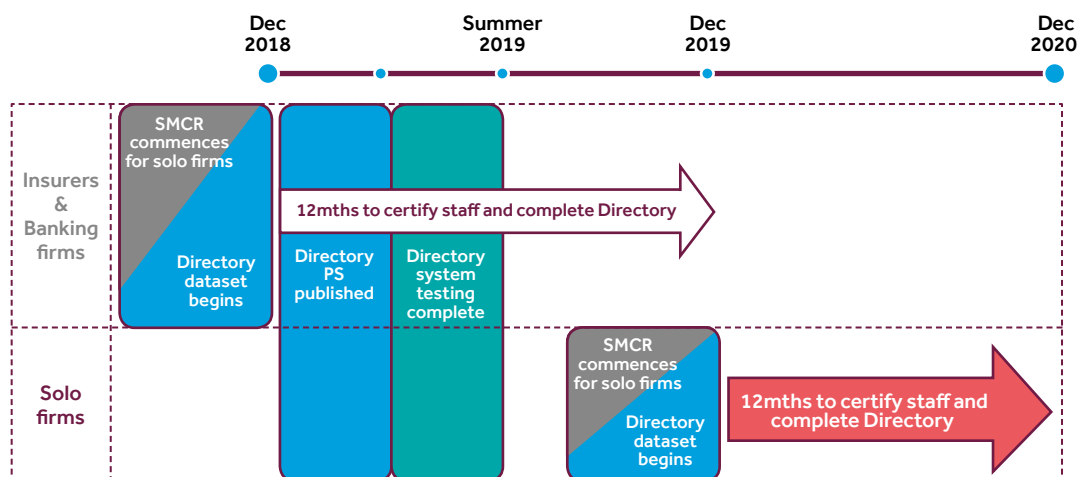 Dec
2018
Summer
2019
Dec
2019
Dec
2020
Insurers
&
Banking
firms
SMCR
commences
for solo firms
Directory
dataset
begins
12mths to certify staff and complete Directory
Directory
PS
published
Directory
system
testing
complete
Solo
firms
SMCR
commences
for solo firms
Directory
dataset
begins
12mths to certify staff and
complete Directory